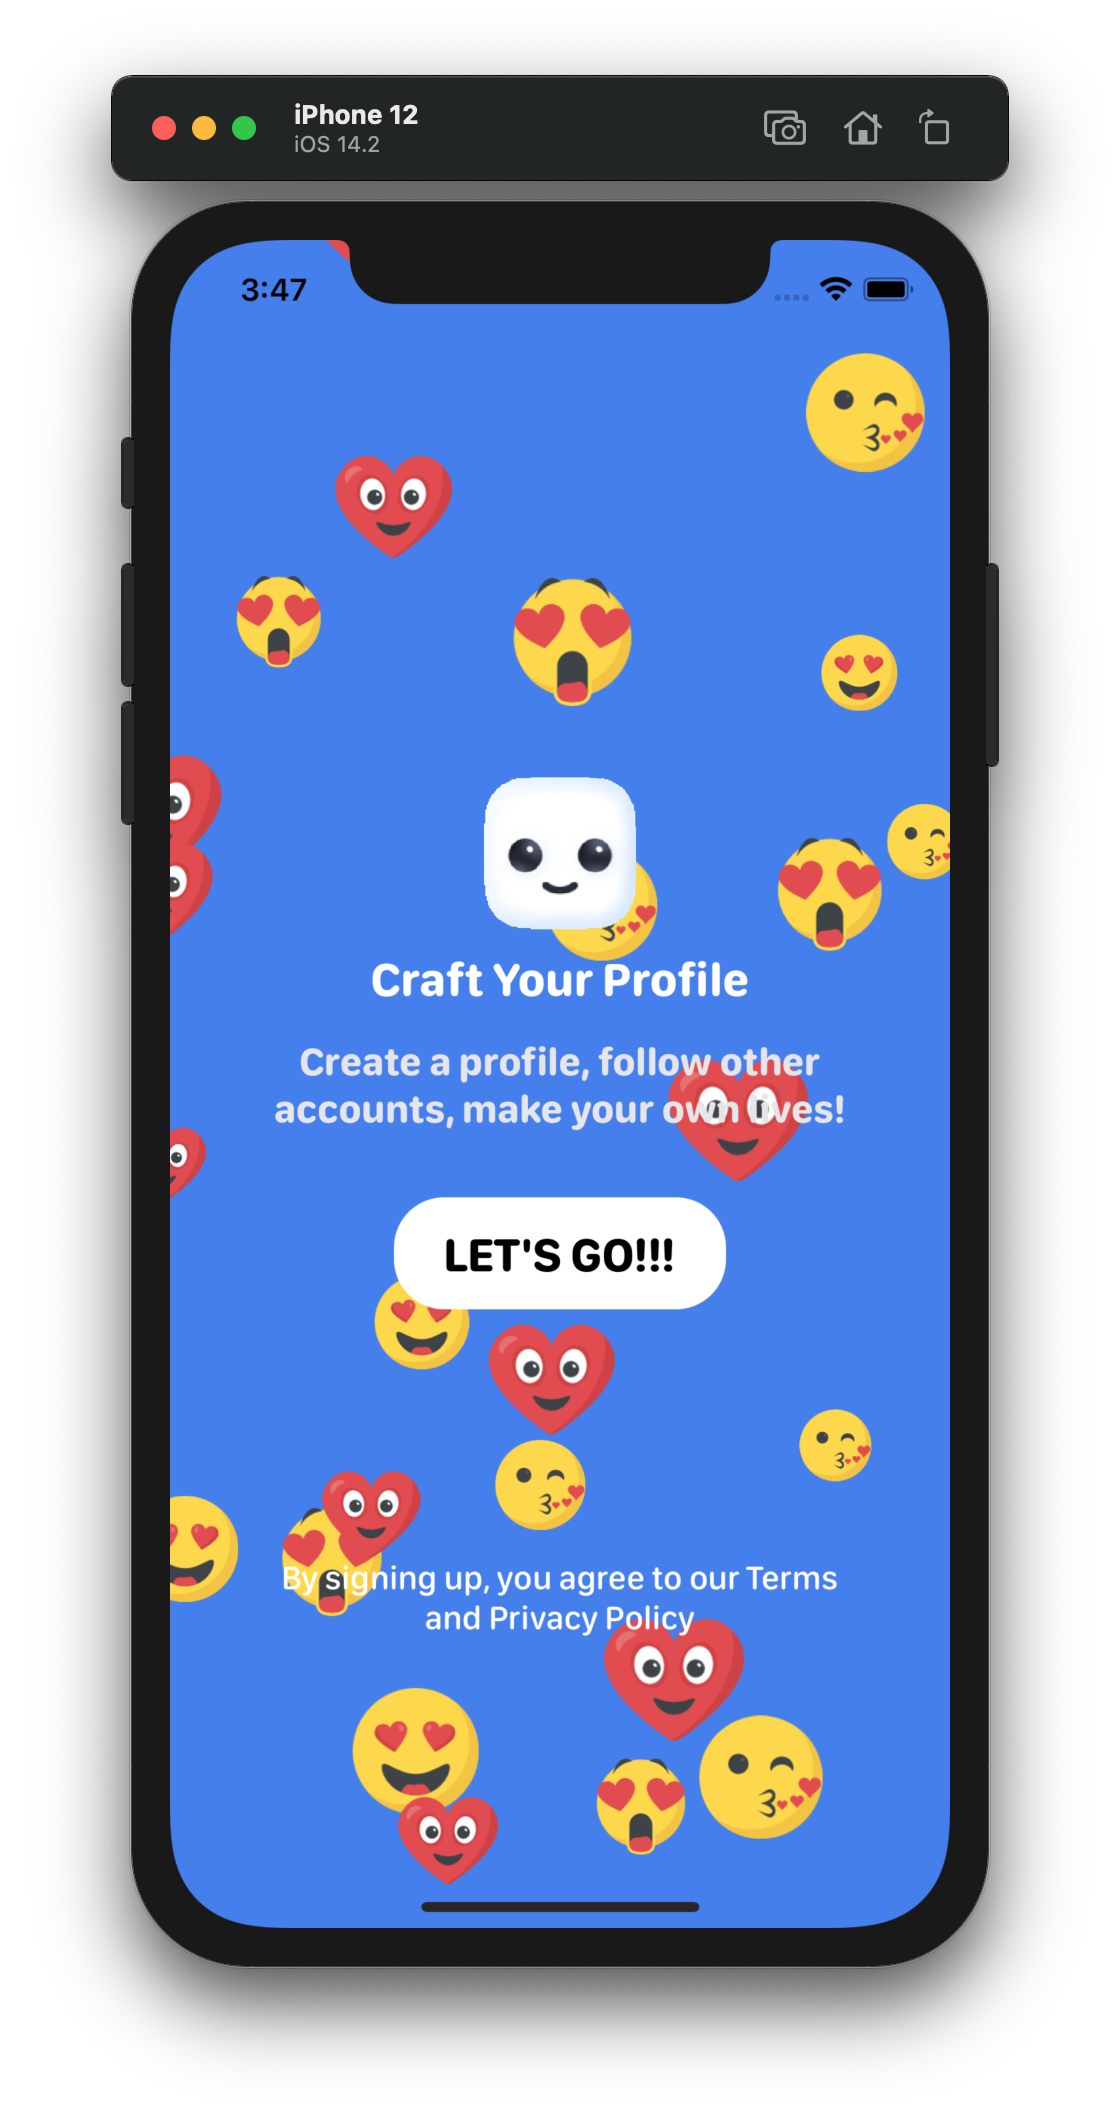 iPhone 12
iOS 14.2
3:47
Craft Your Profile
Create a profile, follow other
accounts, make your own lives!
LET'S GO!!!
By signing up, you agree to our Terms
and Privacy Policy